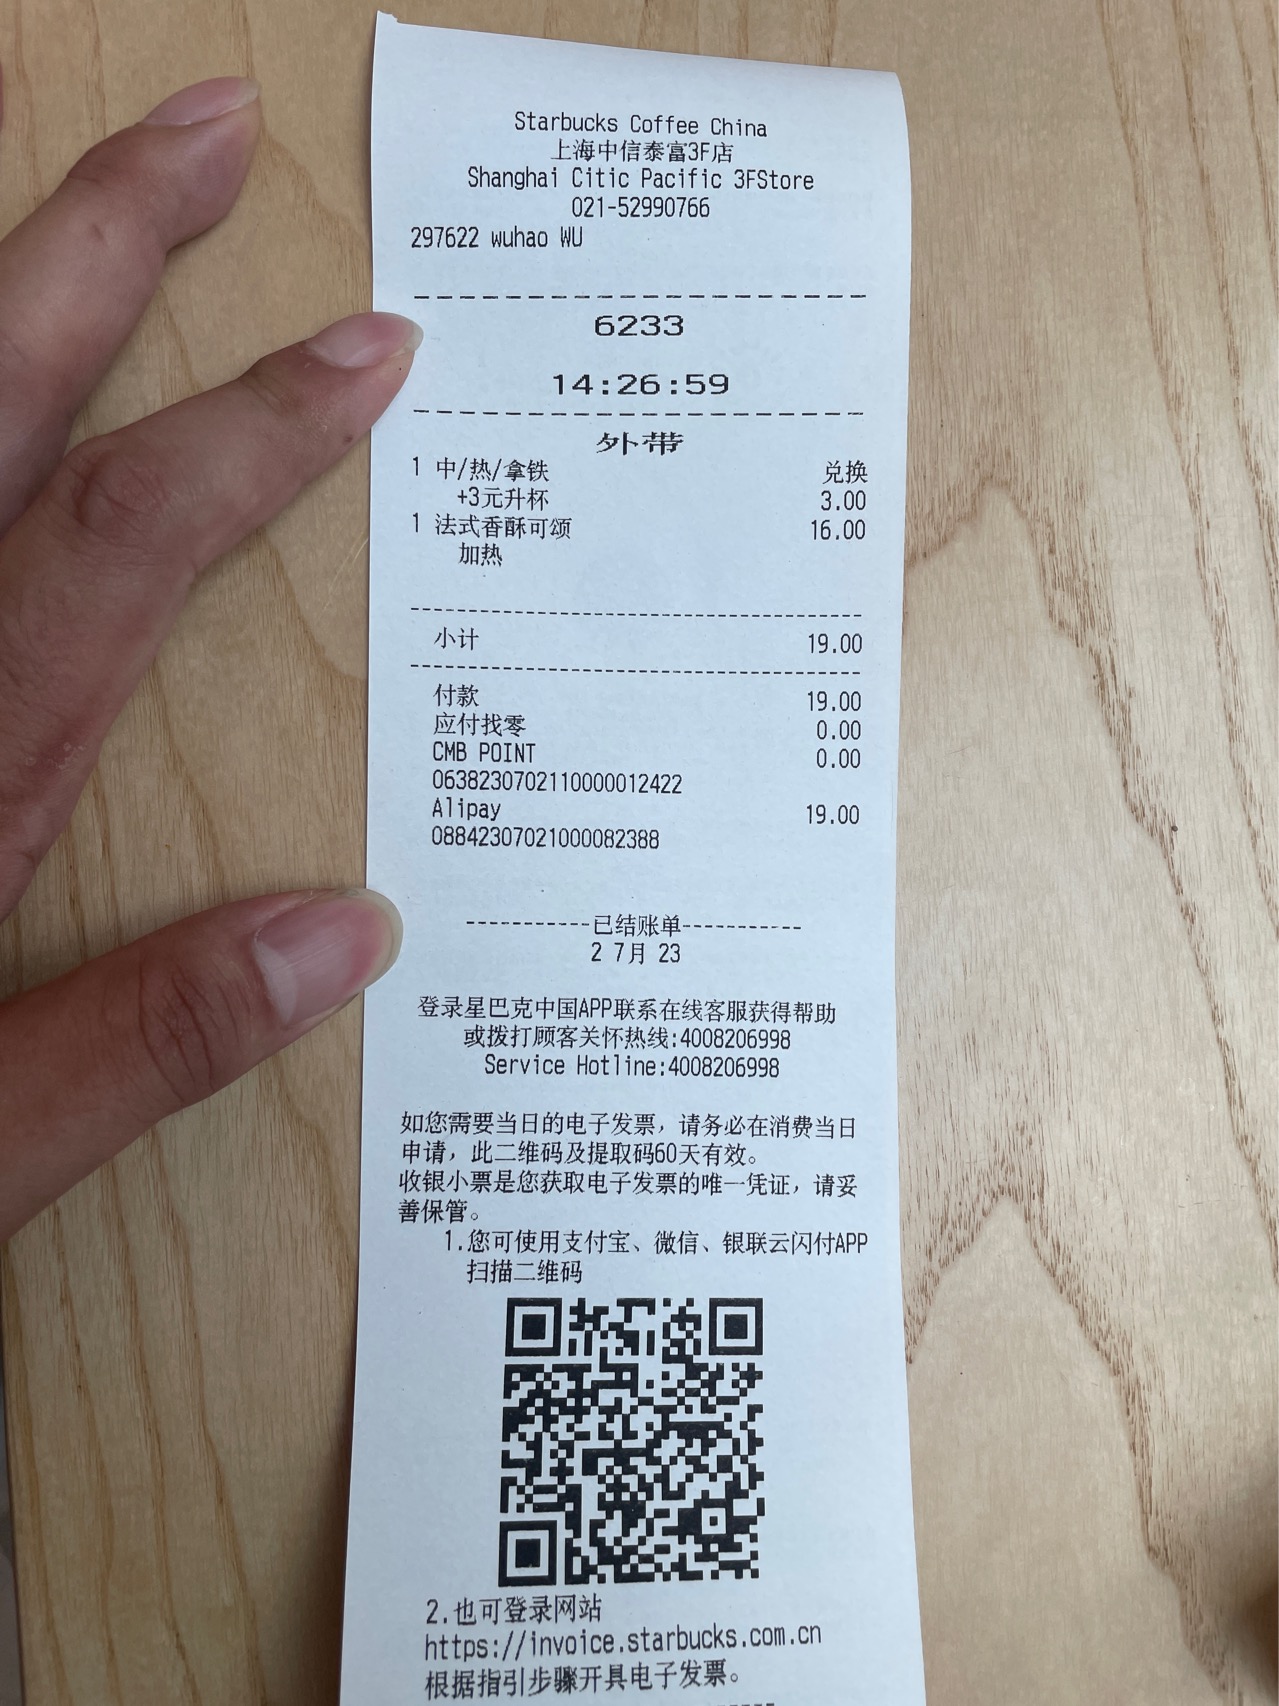 Starbucks Coffee China
上海中信泰富3F店
Shanghai Citic Pacific 3FStore
021-52990766
297622 wuhao WU
6233
14:26:59
外带
1 中/热/拿铁 兑换
+3元升杯 3.00
1 法式香酥可颂 16.00
加热
小计 19.00
付款 19.00
应付找零 0.00
CMB POINT 0.00
0638230702110000012422
Alipay 19.00
08842307021000082388
-----------已结账单-----------
2 7月 23
登录星巴克中国APP联系在线客服获得帮助
或拨打顾客关怀热线:4008206998
Service Hotline:4008206998
如您需要当日的电子发票，请务必在消费当日
申请，此二维码及提取码60天有效。
收银小票是您获取电子发票的唯一凭证，请妥
善保管。
1.您可使用支付宝、微信、银联云闪付APP
扫描二维码
2.也可登录网站
https://invoice.starbucks.com.cn
根据指引步骤开具电子发票。